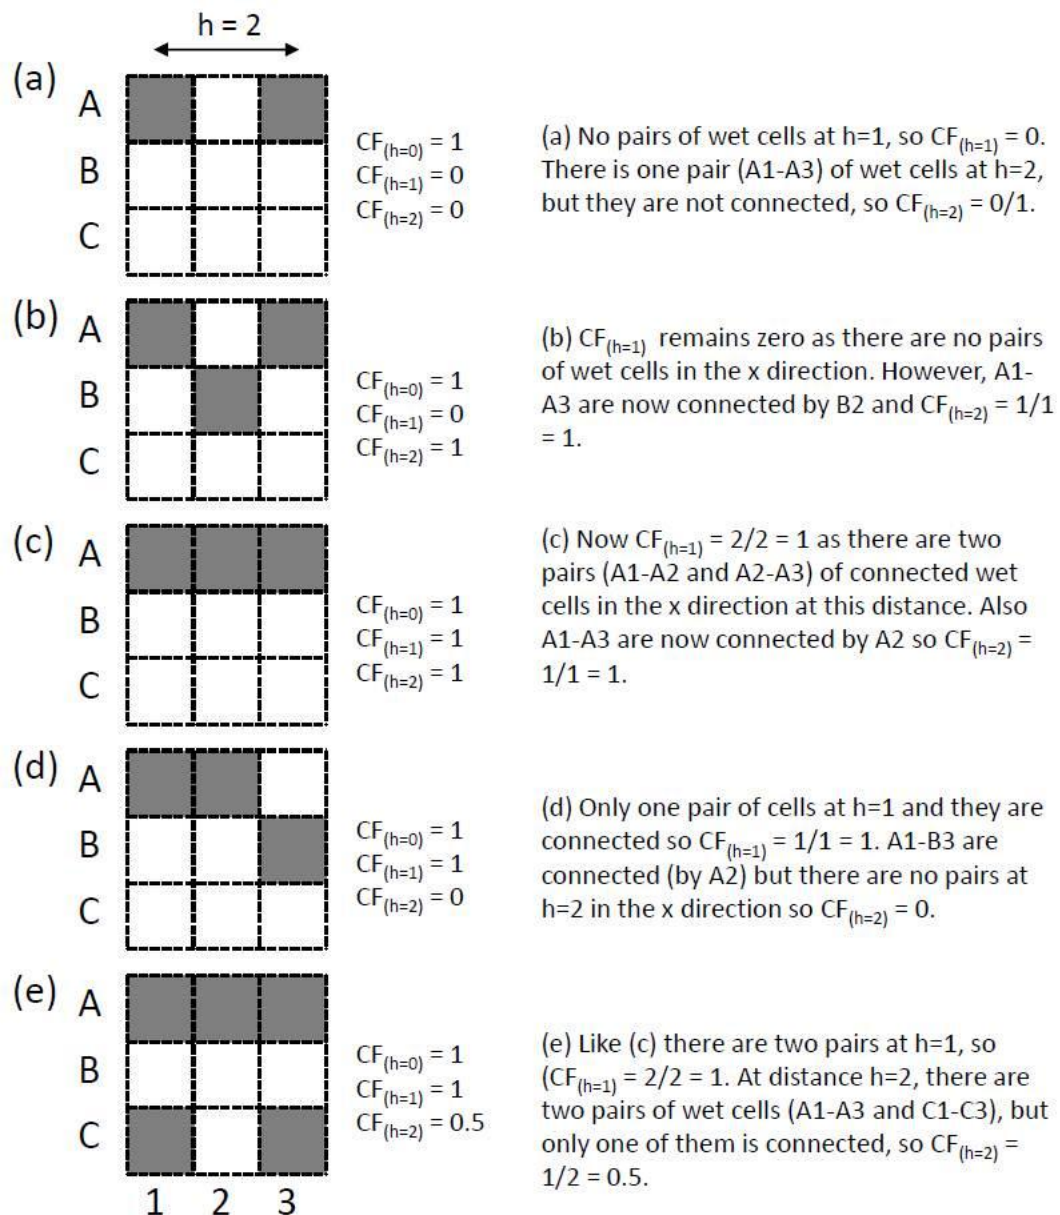 h = 2
(a)
A
B
C
CF(h=0) = 1
CF(h=1) = 0
CF(h=2) = 0
(a) No pairs of wet cells at h=1, so CF(h=1) = 0.
There is one pair (A1-A3) of wet cells at h=2,
but they are not connected, so CF(h=2) = 0/1.
(b)
A
B
C
CF(h=0) = 1
CF(h=1) = 0
CF(h=2) = 1
(b) CF(h=1) remains zero as there are no pairs
of wet cells in the x direction. However, A1-
A3 are now connected by B2 and CF(h=2) = 1/1
= 1.
(c)
A
B
C
CF(h=0) = 1
CF(h=1) = 1
CF(h=2) = 1
(c) Now CF(h=1) = 2/2 = 1 as there are two
pairs (A1-A2 and A2-A3) of connected wet
cells in the x direction at this distance. Also
A1-A3 are now connected by A2 so CF(h=2) =
1/1 = 1.
(d)
A
B
C
CF(h=0) = 1
CF(h=1) = 1
CF(h=2) = 0
(d) Only one pair of cells at h=1 and they are
connected so CF(h=1) = 1/1 = 1. A1-B3 are
connected (by A2) but there are no pairs at
h=2 in the x direction so CF(h=2) = 0.
(e)
A
B
C
CF(h=0) = 1
CF(h=1) = 1
CF(h=2) = 0.5
(e) Like (c) there are two pairs at h=1, so
(CF(h=1) = 2/2 = 1. At distance h=2, there are
two pairs of wet cells (A1-A3 and C1-C3), but
only one of them is connected, so CF(h=2) =
1/2 = 0.5.
1 2 3